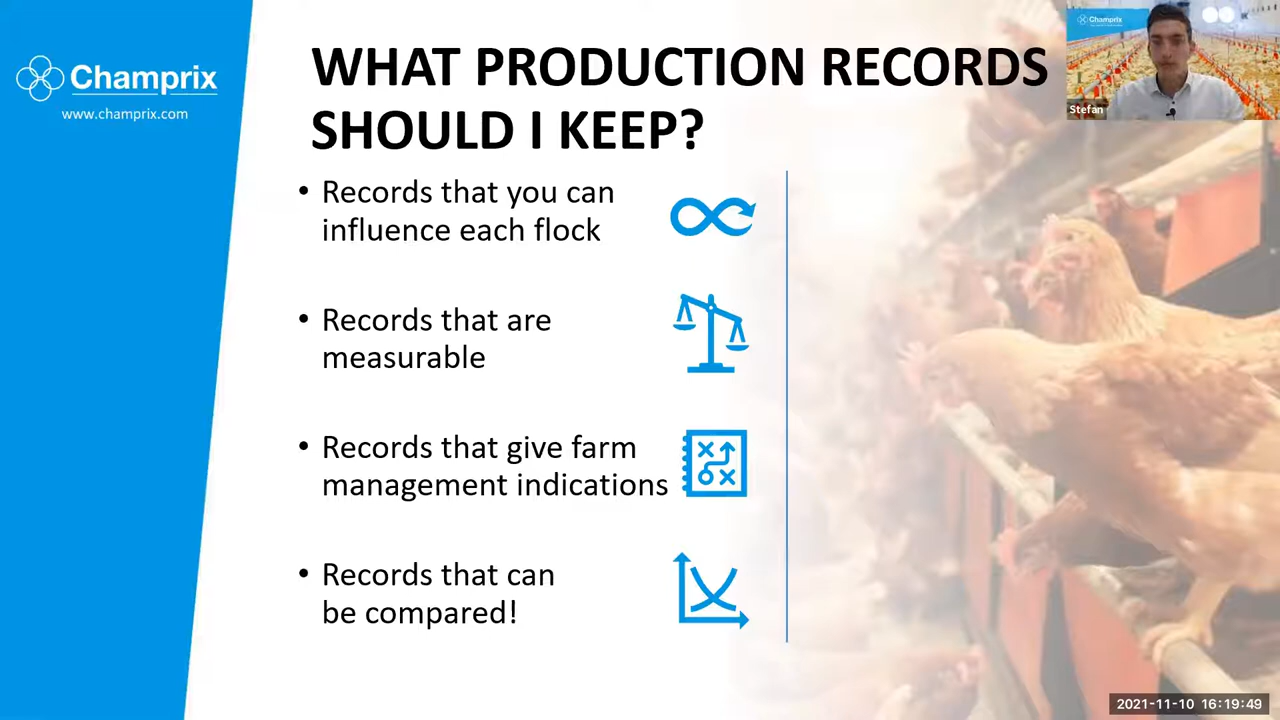 Champrix
www.champrix.com
WHAT PRODUCTION RECORDS
SHOULD I KEEP?
• Records that you can
influence each flock
• Records that are
measurable
• Records that give farm
management indications
• Records that can
be compared!
Champrix
Stefan
2021-11-10 16:19:49